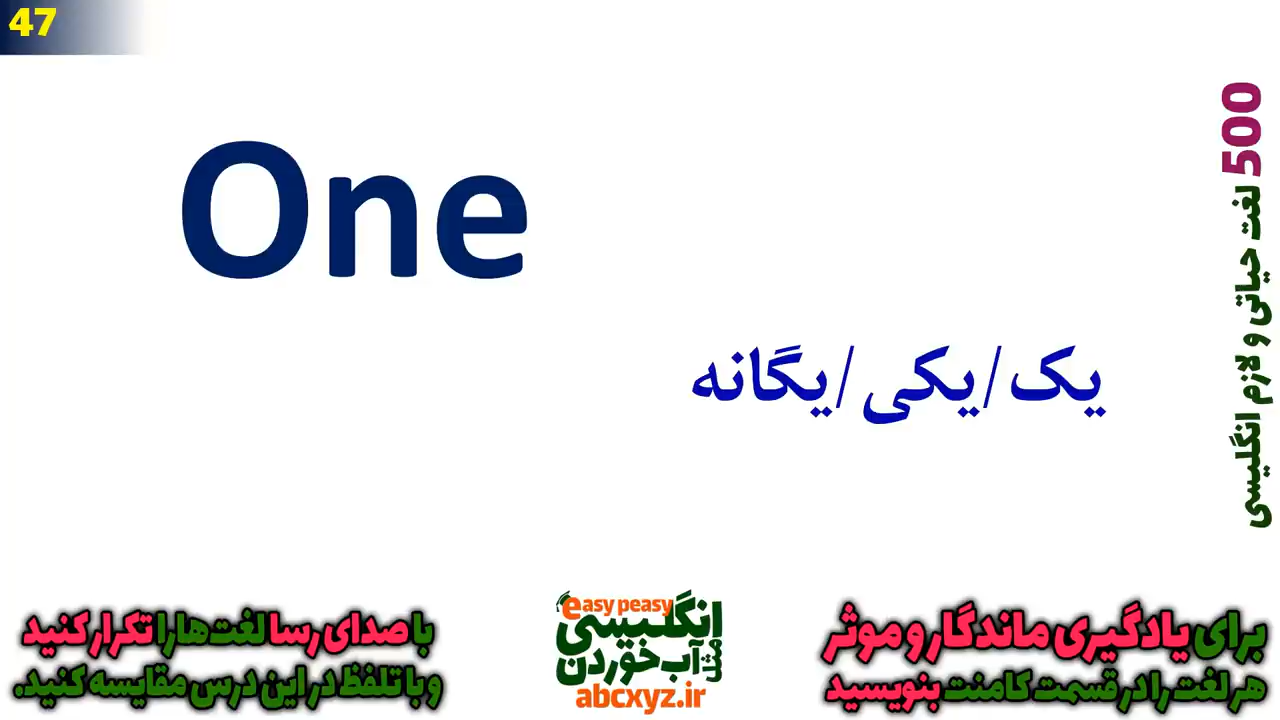 47
One
یک/یکی/یگانه
500 لغت حیاتی و لازم انگلیسی
برای یادگیری ماندگار و موثر
هر لغت را در قسمت کامنت بنویسید
easy peasy
انگلیسی
مثل
آب خوردن
abcxyz.ir
با صدای رسا لغت‌ها را تکرار کنید
و با تلفظ در این درس مقایسه کنید.